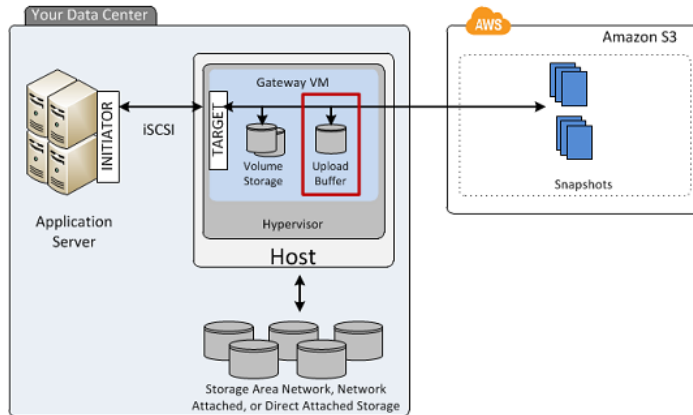 Your Data Center
AWS
Amazon S3
Gateway VM
INITIATOR
iSCSI
TARGET
Volume
Storage
Upload
Buffer
Snapshots
Application
Server
Hypervisor
Host
Storage Area Network, Network
Attached, or Direct Attached Storage